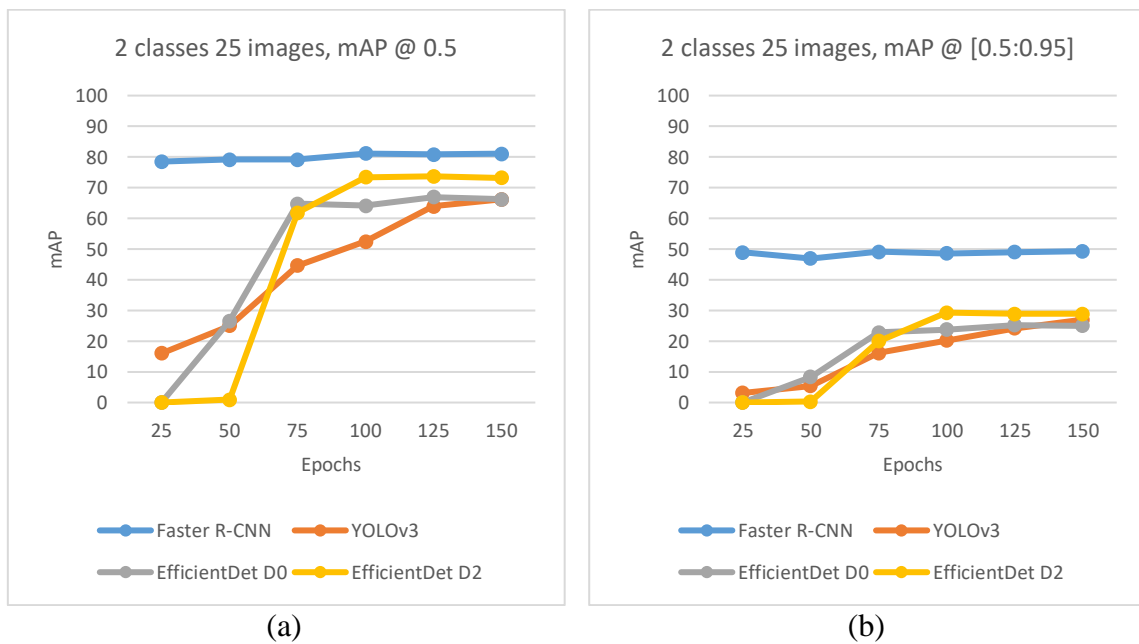 2 classes 25 images, mAP @ 0.5
100
90
80
70
60
50
40
30
20
10
0
mAP
25 50 75 100 125 150
Epochs
Faster R-CNN YOLOv3
EfficientDet D0 EfficientDet D2
(a)
2 classes 25 images, mAP @ [0.5:0.95]
100
90
80
70
60
50
40
30
20
10
0
mAP
25 50 75 100 125 150
Epochs
Faster R-CNN YOLOv3
EfficientDet D0 EfficientDet D2
(b)